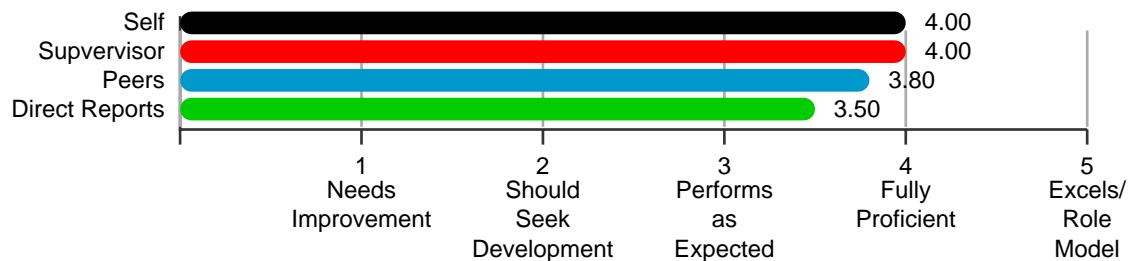 Self 4.00
Supvervisor 4.00
Peers 3.80
Direct Reports 3.50
1 2 3 4 5
Needs Should Performs Fully Excels/
Improvement Seek as Proficient Role
Development Expected Model